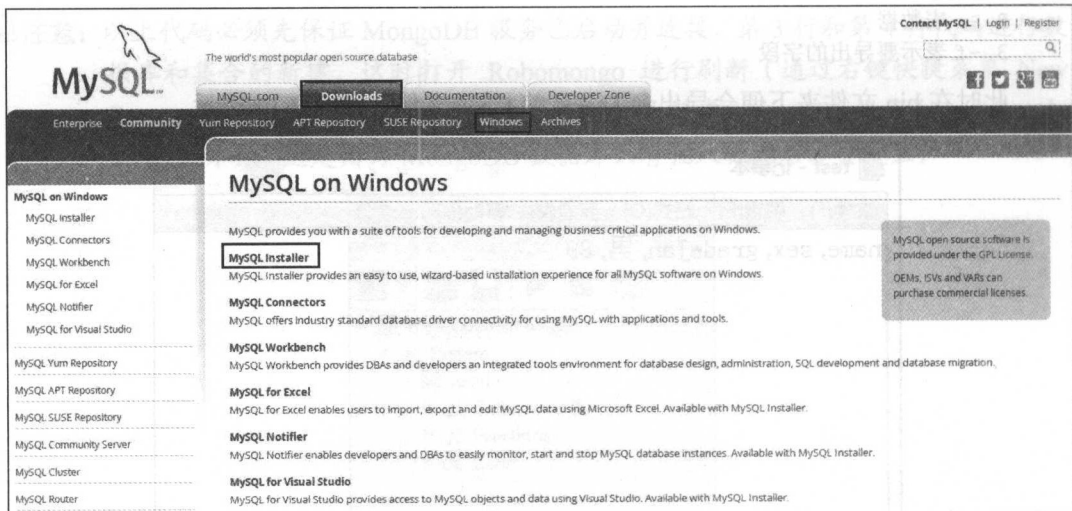 Contact MySQL | Login | Register
The world's most popular open source database
MySQL™
MySQL.com Downloads Documentation Developer Zone
Enterprise Community Yum Repository APT Repository SUSE Repository Windows Archives
MySQL on Windows
MySQL Installer
MySQL Connectors
MySQL Workbench
MySQL for Excel
MySQL Notifier
MySQL for Visual Studio
MySQL Yum Repository
MySQL APT Repository
MySQL SUSE Repository
MySQL Community Server
MySQL Cluster
MySQL Router
MySQL on Windows
MySQL provides you with a suite of tools for developing and managing business critical applications on Windows.
MySQL Installer
MySQL Installer provides an easy to use, wizard-based installation experience for all MySQL software on Windows.
MySQL Connectors
MySQL offers industry standard database driver connectivity for using MySQL with applications and tools.
MySQL Workbench
MySQL Workbench provides DBAs and developers an integrated tools environment for database design, administration, SQL development and database migration.
MySQL for Excel
MySQL for Excel enables users to import, export and edit MySQL data using Microsoft Excel. Available with MySQL Installer.
MySQL Notifier
MySQL Notifier enables developers and DBAs to easily monitor, start and stop MySQL database instances. Available with MySQL Installer.
MySQL for Visual Studio
MySQL for Visual Studio provides access to MySQL objects and data using Visual Studio. Available with MySQL Installer.
MySQL open source software is
provided under the GPL License.
OEMs, ISVs and VARs can
purchase commercial licenses.